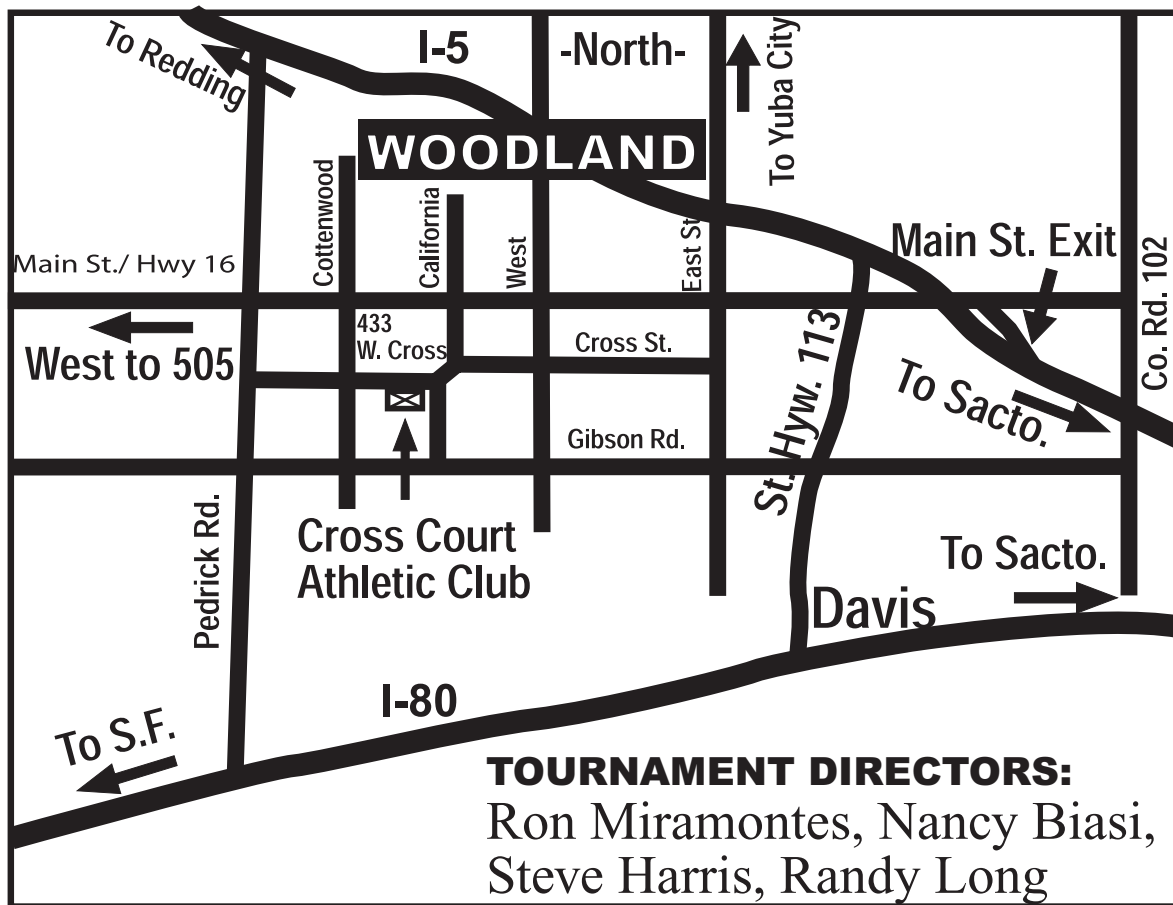 To Redding
I-5
-North-
To Yuba City
WOODLAND
Cottenwood
California
West
East St
Main St. Exit
Co. Rd. 102
Main St./ Hwy 16
433
W. Cross
Cross St.
West to 505
St. Hyw. 113
To Sacto.
Gibson Rd.
Pedrick Rd.
Cross Court
Athletic Club
To Sacto.
Davis
I-80
To S.F.
TOURNAMENT DIRECTORS:
Ron Miramontes, Nancy Biasi,
Steve Harris, Randy Long